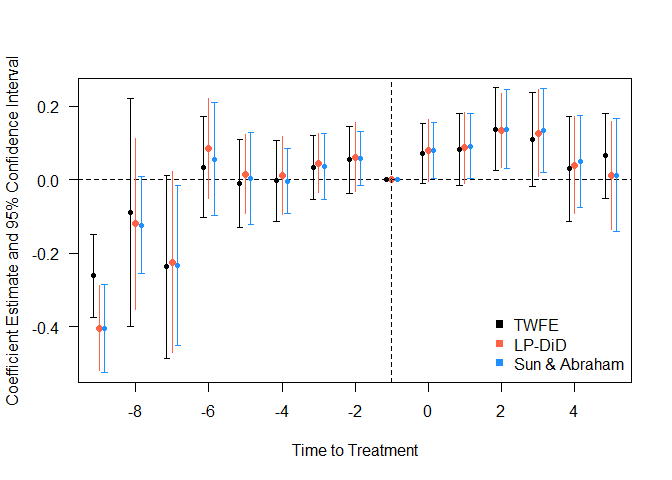 Coefficient Estimate and 95% Confidence Interval
0.2
0.0
-0.2
-0.4
TWFE
LP-DiD
Sun & Abraham
-8 -6 -4 -2 0 2 4
Time to Treatment